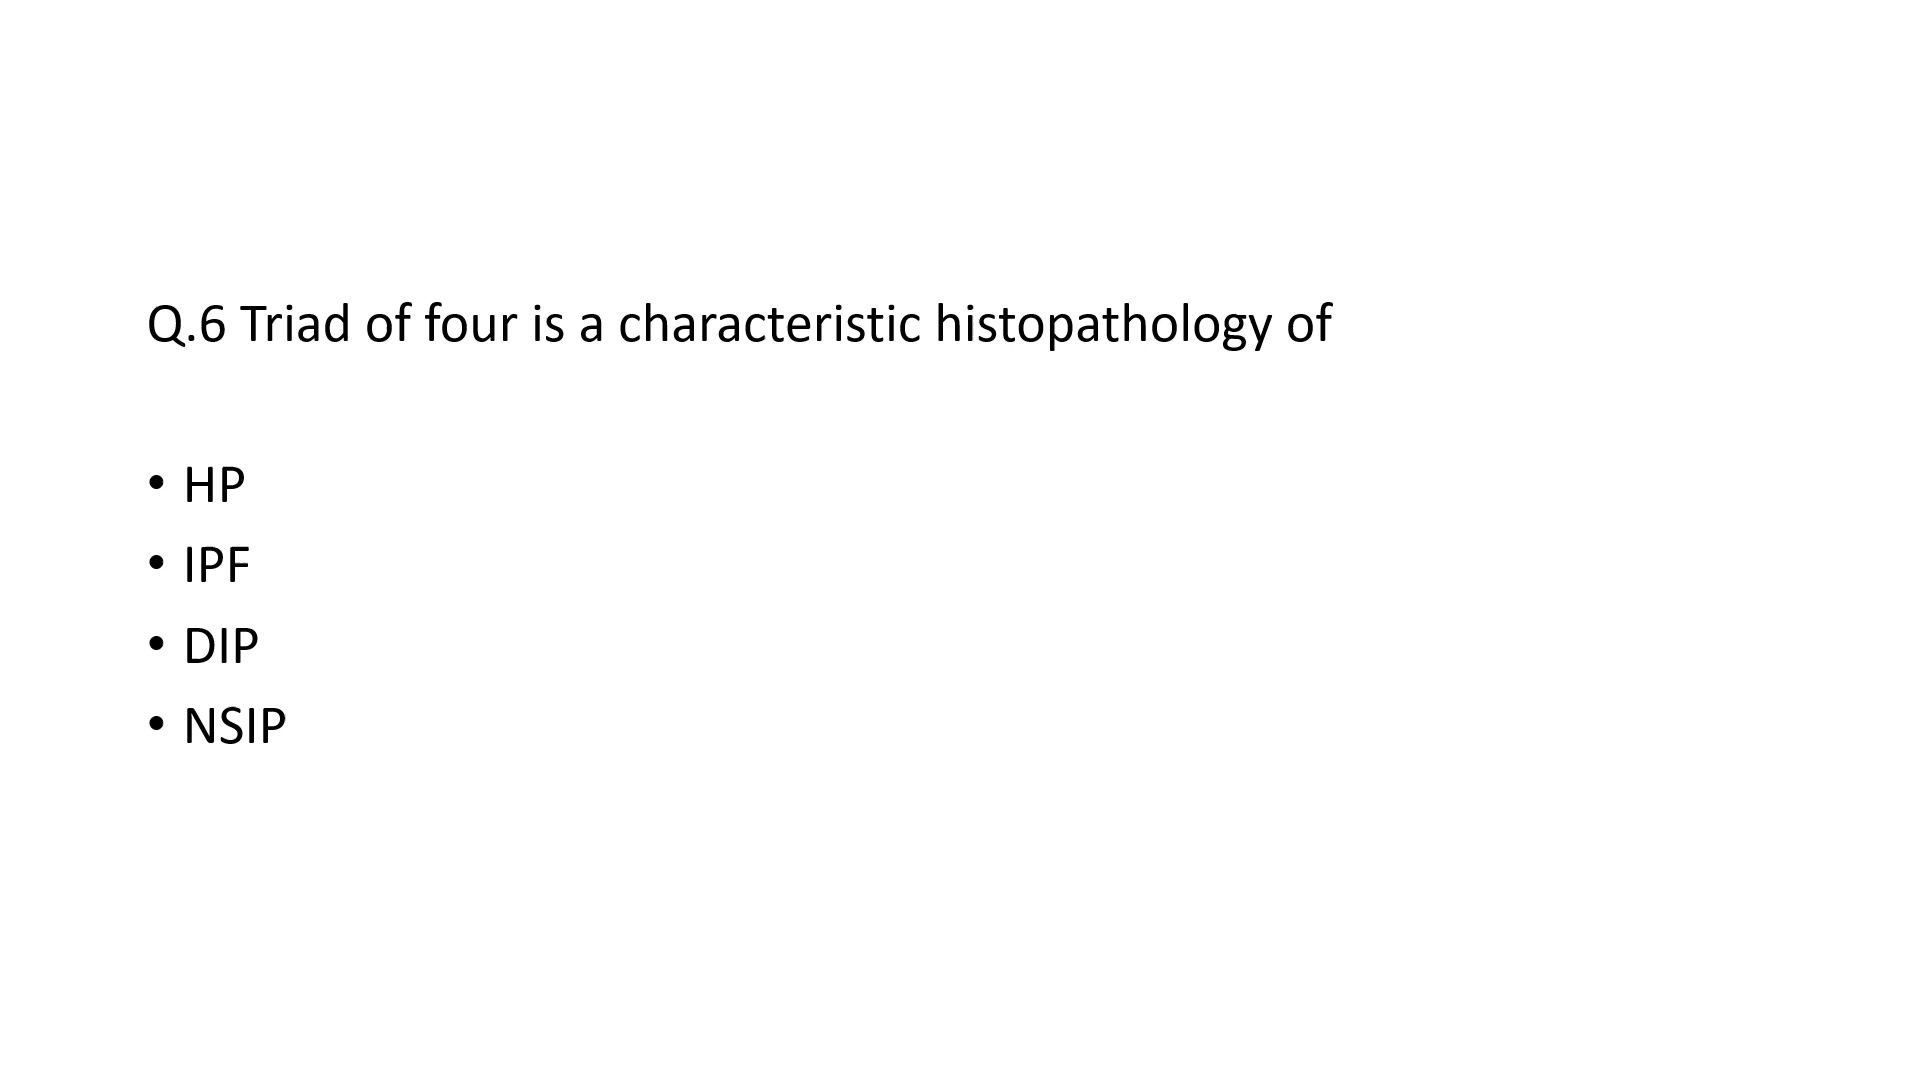 Q.6 Triad of four is a characteristic histopathology of
• HP
• IPF
• DIP
• NSIP